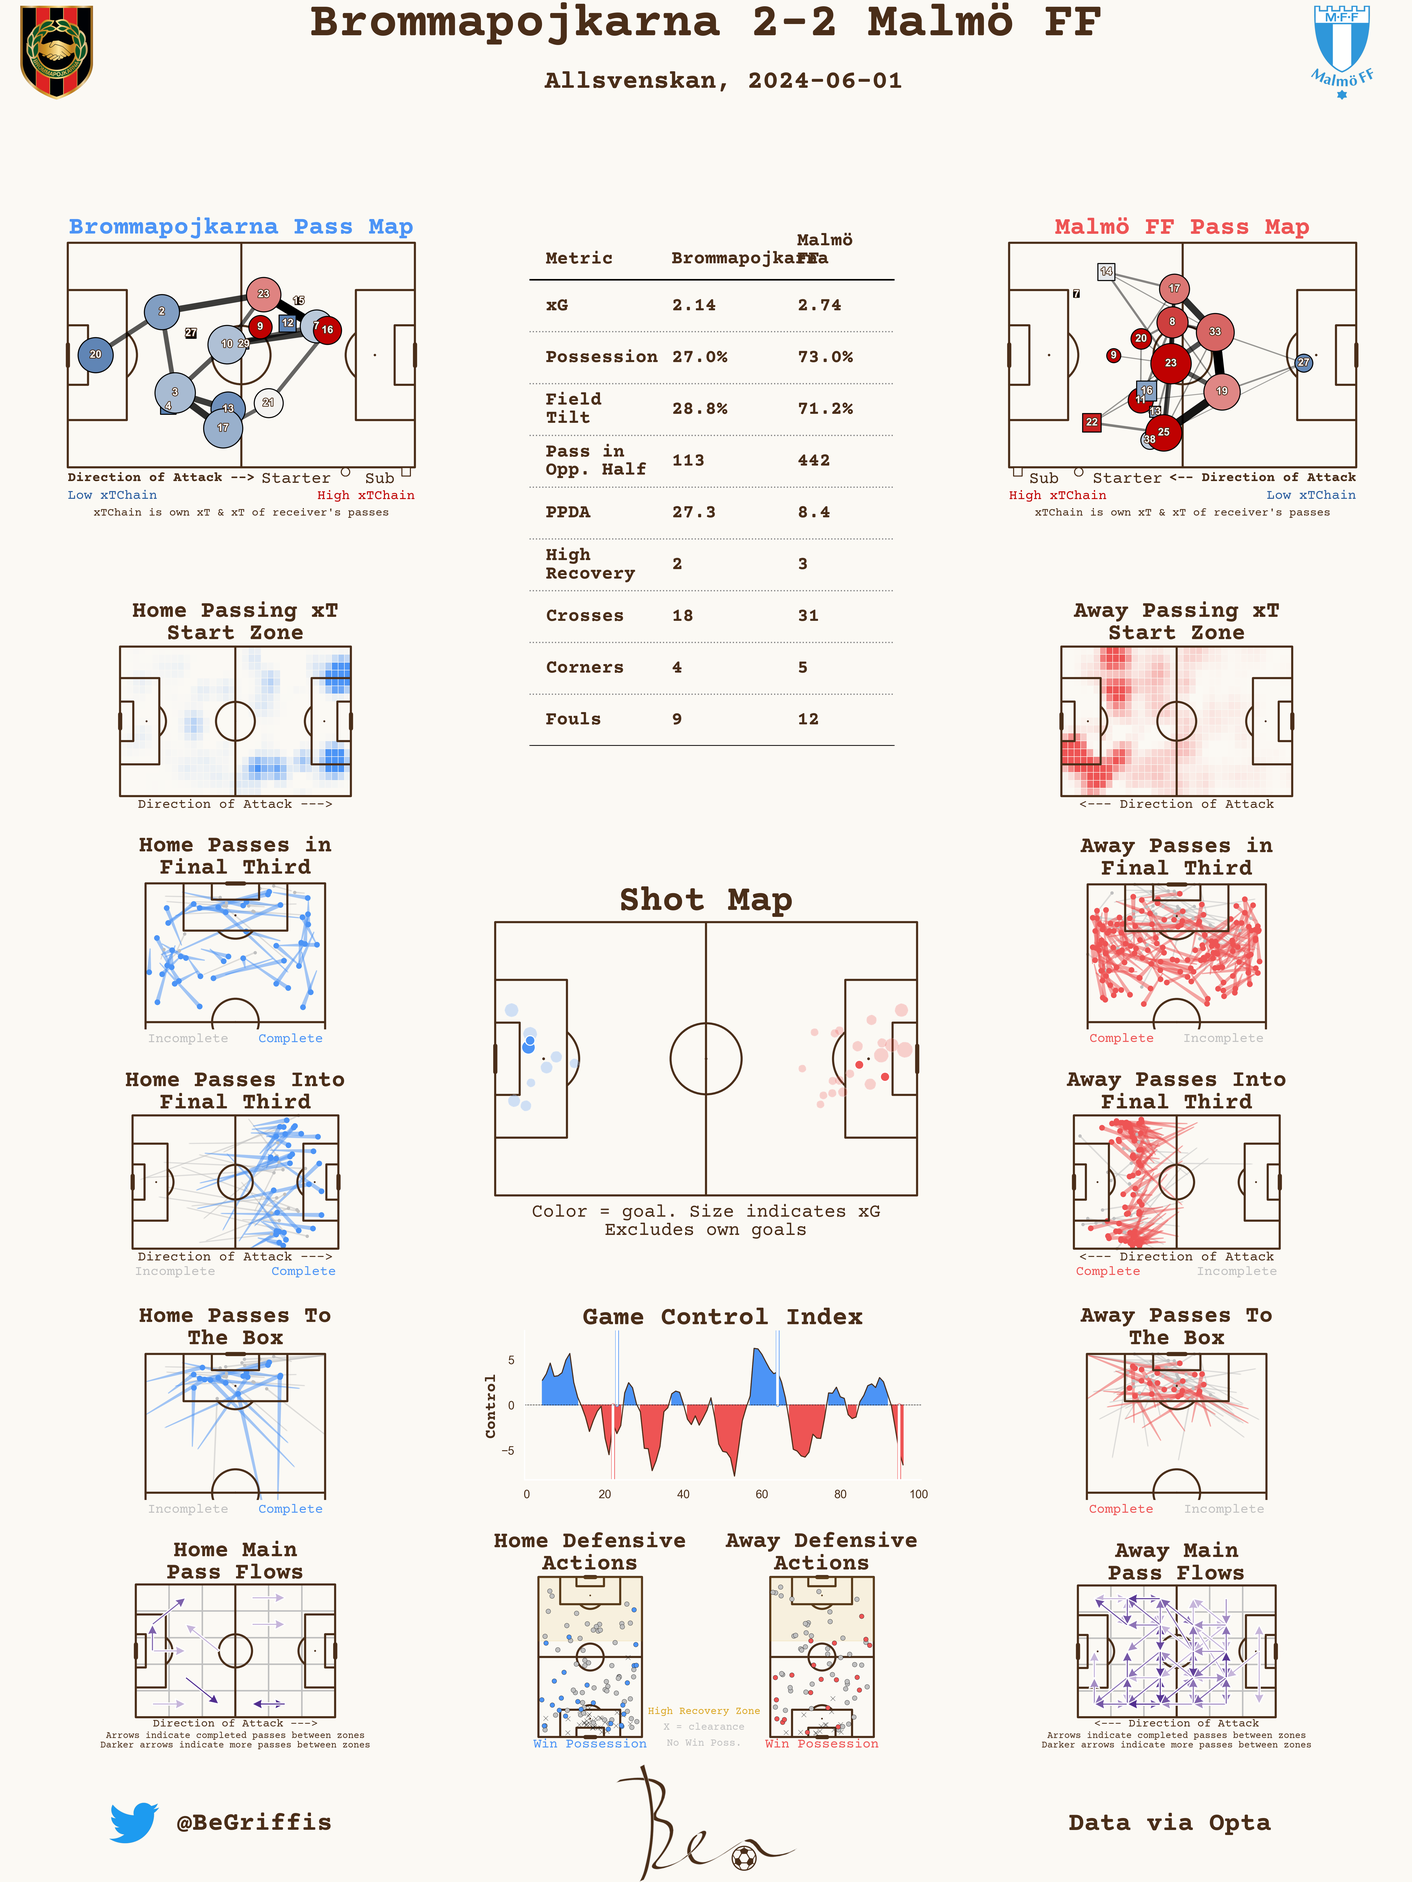 Brommapojkarna 2-2 Malmö FF
Allsvenskan, 2024-06-01
BROMMAPOJKARNA
M·F·F
Malmö FF
Brommapojkarna Pass Map
2
23
15
9
12
7
16
27
10
29
20
3
4
13
21
17
Direction of Attack --> Starter Sub
Low xTChain High xTChain
xTChain is own xT & xT of receiver's passes
Metric Brommapojkarna Malmö FF
xG 2.14 2.74
Possession 27.0% 73.0%
Field Tilt 28.8% 71.2%
Pass in Opp. Half 113 442
PPDA 27.3 8.4
High Recovery 2 3
Crosses 18 31
Corners 4 5
Fouls 9 12
Malmö FF Pass Map
14
7
17
8
33
20
9
23
27
16
19
11
13
22
25
38
Sub Starter <-- Direction of Attack
High xTChain Low xTChain
xTChain is own xT & xT of receiver's passes
Home Passing xT
Start Zone
Direction of Attack --->
Away Passing xT
Start Zone
<--- Direction of Attack
Home Passes in
Final Third
Incomplete Complete
Away Passes in
Final Third
Complete Incomplete
Shot Map
Color = goal. Size indicates xG
Excludes own goals
Home Passes Into
Final Third
Direction of Attack --->
Incomplete Complete
Away Passes Into
Final Third
<--- Direction of Attack
Complete Incomplete
Home Passes To
The Box
Incomplete Complete
Game Control Index
Control
5
0
−5
0 20 40 60 80 100
Away Passes To
The Box
Complete Incomplete
Home Main
Pass Flows
Direction of Attack --->
Arrows indicate completed passes between zones
Darker arrows indicate more passes between zones
Home Defensive
Actions
Win Possession
High Recovery Zone
X = clearance
No Win Poss.
Away Defensive
Actions
Win Possession
Away Main
Pass Flows
<--- Direction of Attack
Arrows indicate completed passes between zones
Darker arrows indicate more passes between zones
@BeGriffis
Ben
Data via Opta